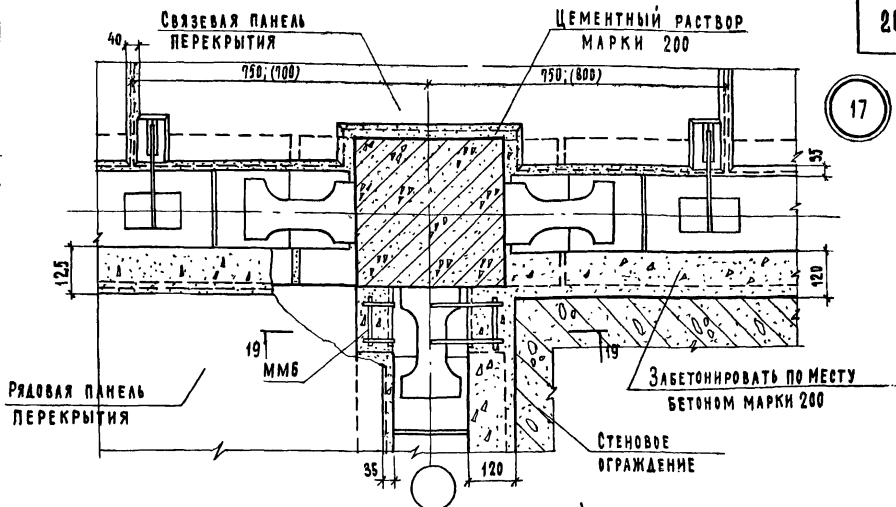 СВЯЗЕВАЯ ПАНЕЛЬ
ПЕРЕКРЫТИЯ
ЦЕМЕНТНЫЙ РАСТВОР
МАРКИ 200
40
750; (700)
750; (800)
17
35
125
120
19
ММ6
19
РЯДОВАЯ ПАНЕЛЬ
ПЕРЕКРЫТИЯ
ЗАБЕТОНИРОВАТЬ ПО МЕСТУ
БЕТОНОМ МАРКИ 200
СТЕНОВОЕ
ОГРАЖДЕНИЕ
35
120